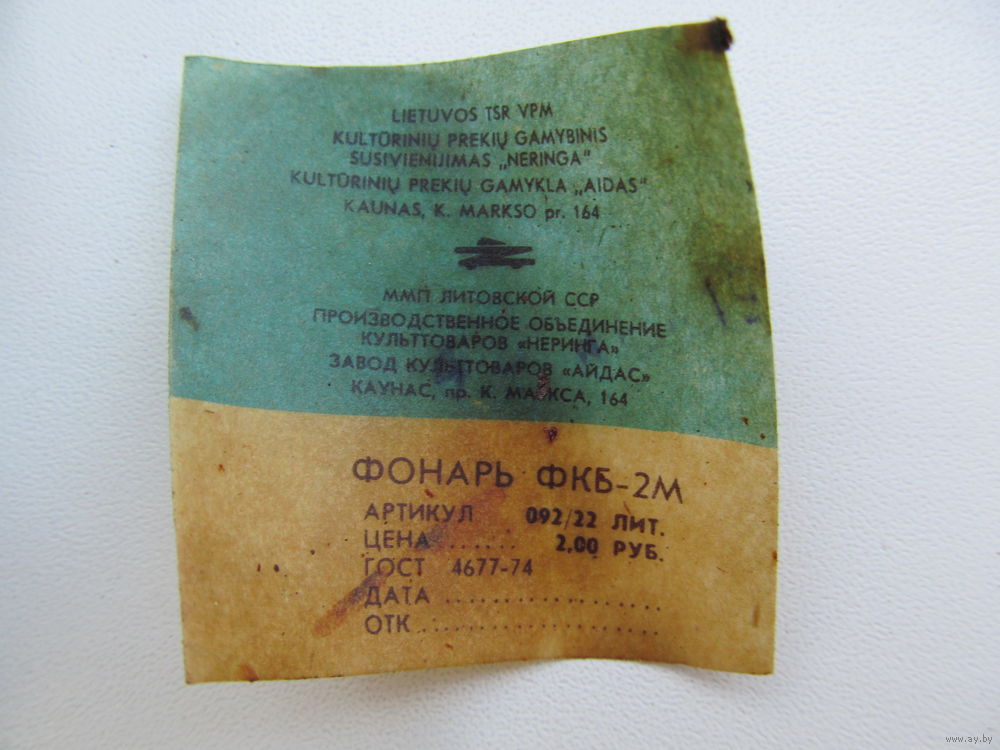 LIETUVOS TSR VPM
KULTŪRINIŲ PREKIŲ GAMYBINIS
SUSIVIENIJIMAS „NERINGA"
KULTŪRINIŲ PREKIŲ GAMYKLA „AIDAS"
KAUNAS, K. MARKSO pr. 164
ММП ЛИТОВСКОЙ ССР
ПРОИЗВОДСТВЕННОЕ ОБЪЕДИНЕНИЕ
КУЛЬТТОВАРОВ «НЕРИНГА»
ЗАВОД КУЛЬТТОВАРОВ «АЙДАС»
КАУНАС, пр. К. МАРКСА, 164
ФОНАРЬ ФКБ-2М
АРТИКУЛ 092/22 ЛИТ.
ЦЕНА ...... 2,00 РУБ.
ГОСТ 4677-74
ДАТА ...................
ОТК ....................
www.ay.by